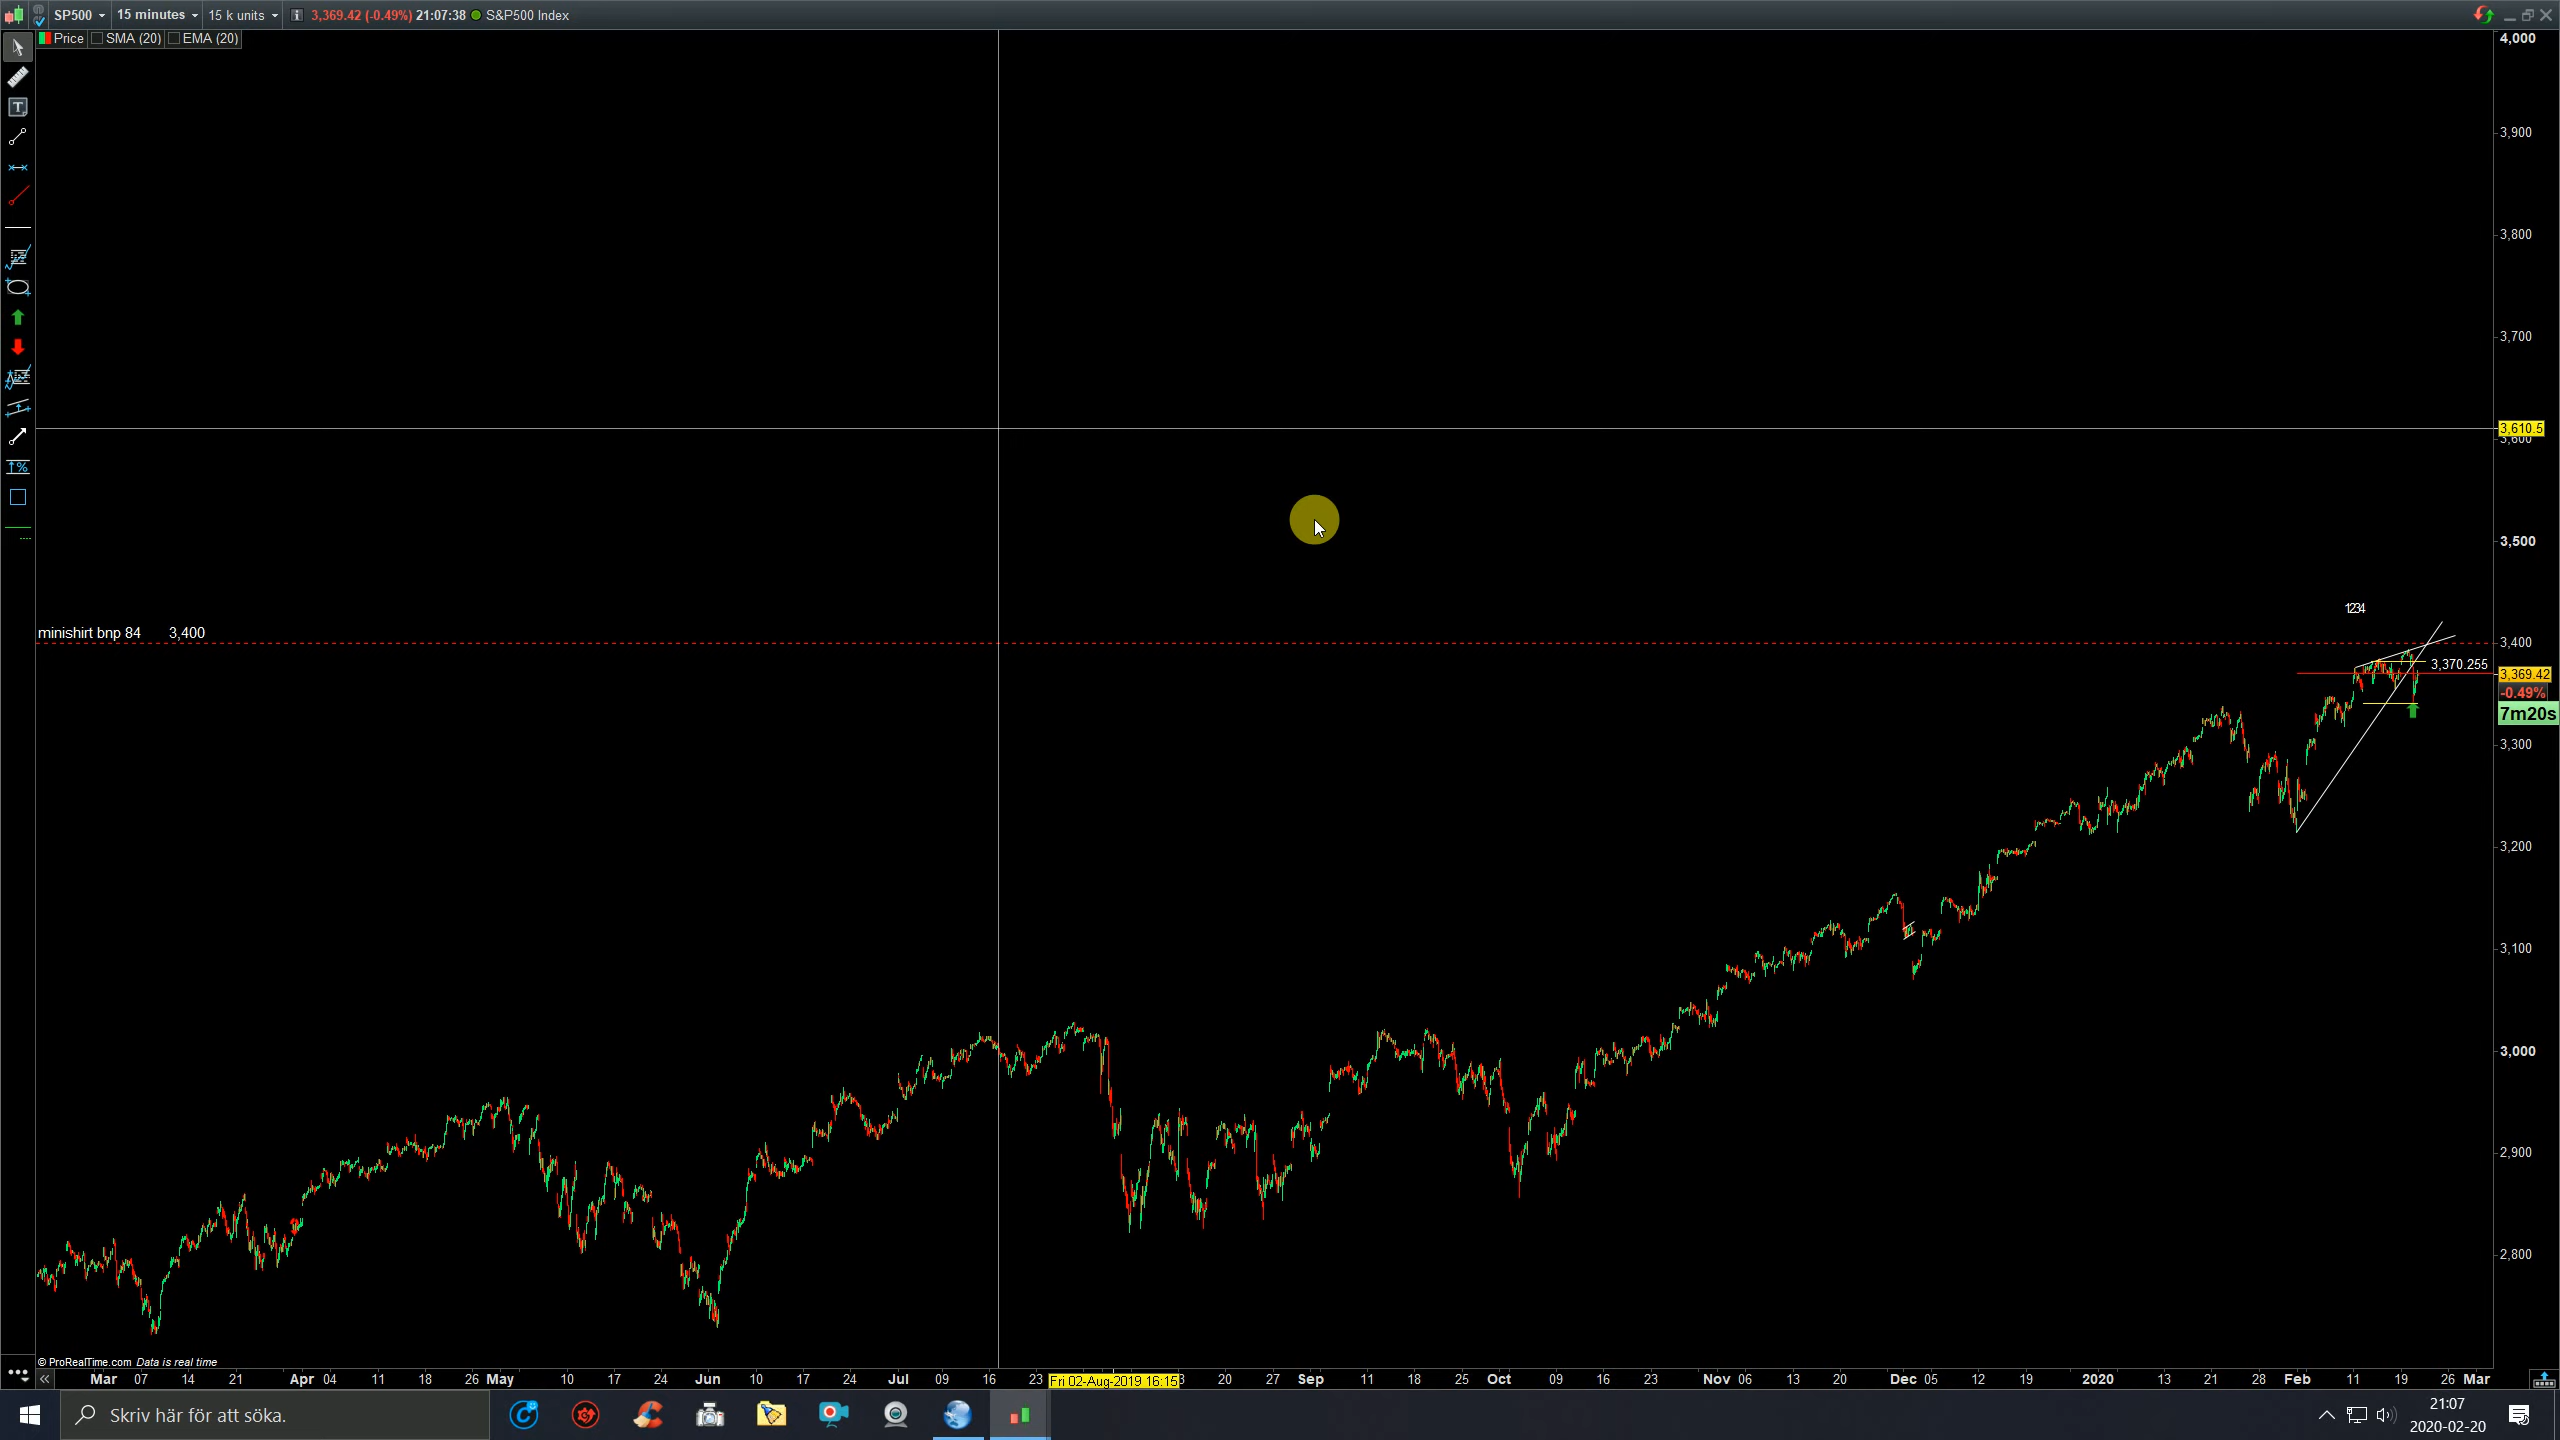 SP500 15 minutes 15 k units 3,369.42 (-0.49%) 21:07:38 S&P500 Index
Price SMA (20) EMA (20)
4,000
3,900
3,800
3,700
3,610.5
3,600
3,500
1234
minishirt bnp 84 3,400
3,400
3,370.255
3,369.42
-0.49%
7m20s
3,300
3,200
3,100
3,000
2,900
2,800
© ProRealTime.com Data is real time
Mar 07 14 21 Apr 04 11 18 26 May 10 17 24 Jun 10 17 24 Jul 09 16 23 Fri 02-Aug-2019 16:15 20 27 Sep 11 18 25 Oct 09 16 23 Nov 06 13 20 Dec 05 12 19 2020 13 21 28 Feb 11 19 26 Mar
Skriv här för att söka.
21:07
2020-02-20